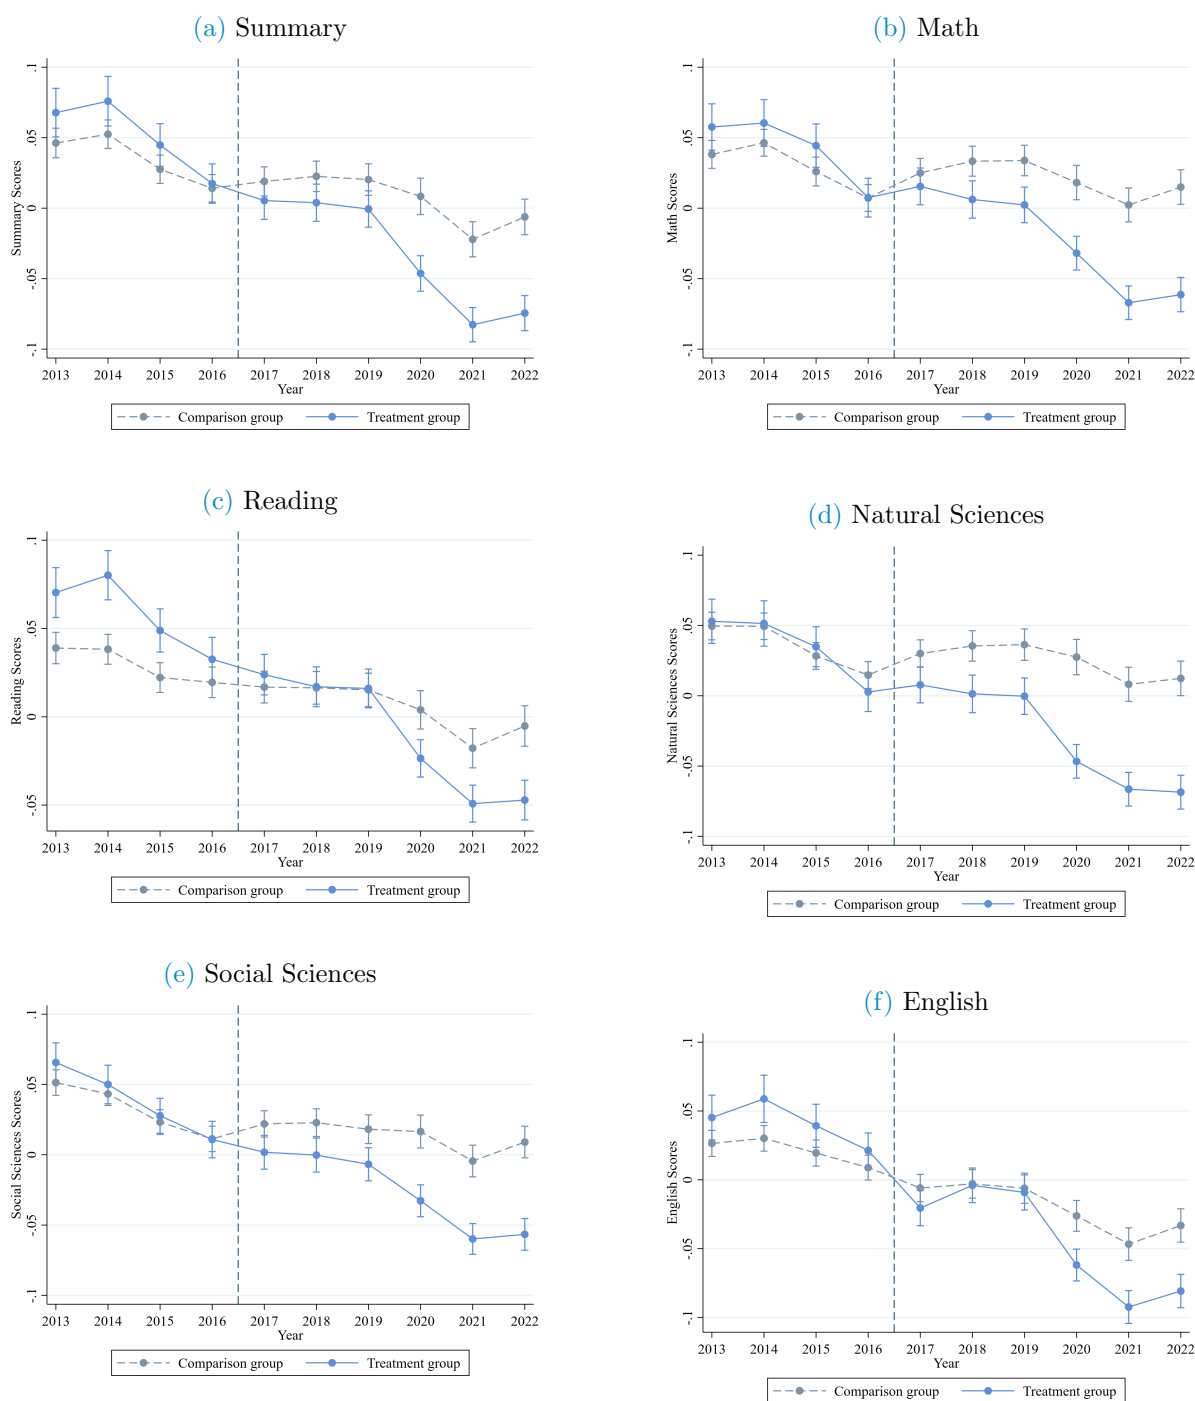 (a) Summary
Summary Scores
.1
.05
0
-.05
-.1
2013 2014 2015 2016 2017 2018 2019 2020 2021 2022
Year
Comparison group Treatment group
(b) Math
Math Scores
.1
.05
0
-.05
-.1
2013 2014 2015 2016 2017 2018 2019 2020 2021 2022
Year
Comparison group Treatment group
(c) Reading
Reading Scores
.1
.05
0
-.05
2013 2014 2015 2016 2017 2018 2019 2020 2021 2022
Year
Comparison group Treatment group
(d) Natural Sciences
Natural Sciences Scores
.1
.05
0
-.05
-.1
2013 2014 2015 2016 2017 2018 2019 2020 2021 2022
Year
Comparison group Treatment group
(e) Social Sciences
Social Sciences Scores
.1
.05
0
-.05
-.1
2013 2014 2015 2016 2017 2018 2019 2020 2021 2022
Year
Comparison group Treatment group
(f) English
English Scores
.1
.05
0
-.05
-.1
2013 2014 2015 2016 2017 2018 2019 2020 2021 2022
Year
Comparison group Treatment group